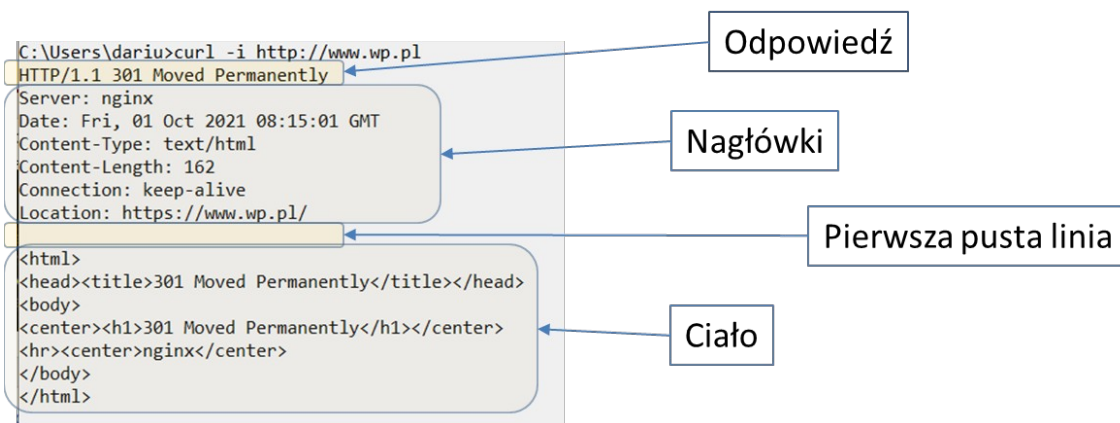 C:\Users\dariu>curl -i http://www.wp.pl
HTTP/1.1 301 Moved Permanently
Server: nginx
Date: Fri, 01 Oct 2021 08:15:01 GMT
Content-Type: text/html
Content-Length: 162
Connection: keep-alive
Location: https://www.wp.pl/
<html>
<head><title>301 Moved Permanently</title></head>
<body>
<center><h1>301 Moved Permanently</h1></center>
<hr><center>nginx</center>
</body>
</html>
Odpowiedź
Nagłówki
Pierwsza pusta linia
Ciało